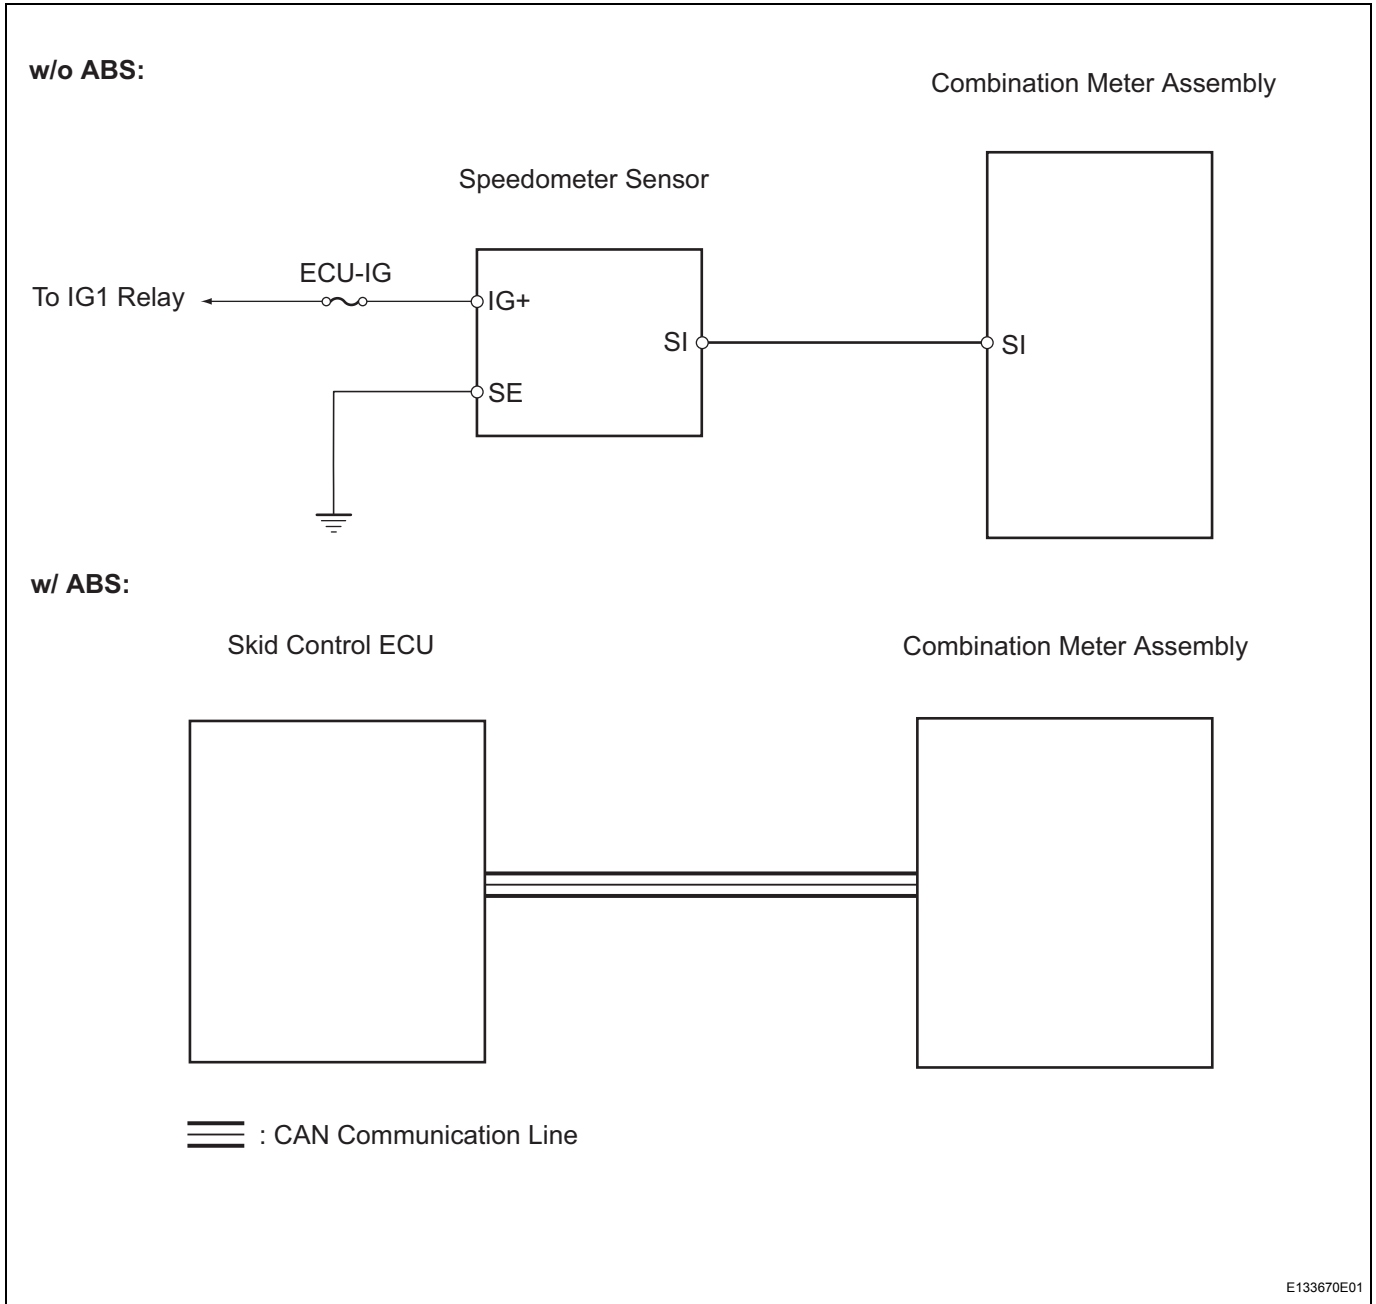 w/o ABS:
Combination Meter Assembly
Speedometer Sensor
ECU-IG
To IG1 Relay
IG+
SI
SI
SE
w/ ABS:
Skid Control ECU
Combination Meter Assembly
: CAN Communication Line
E133670E01